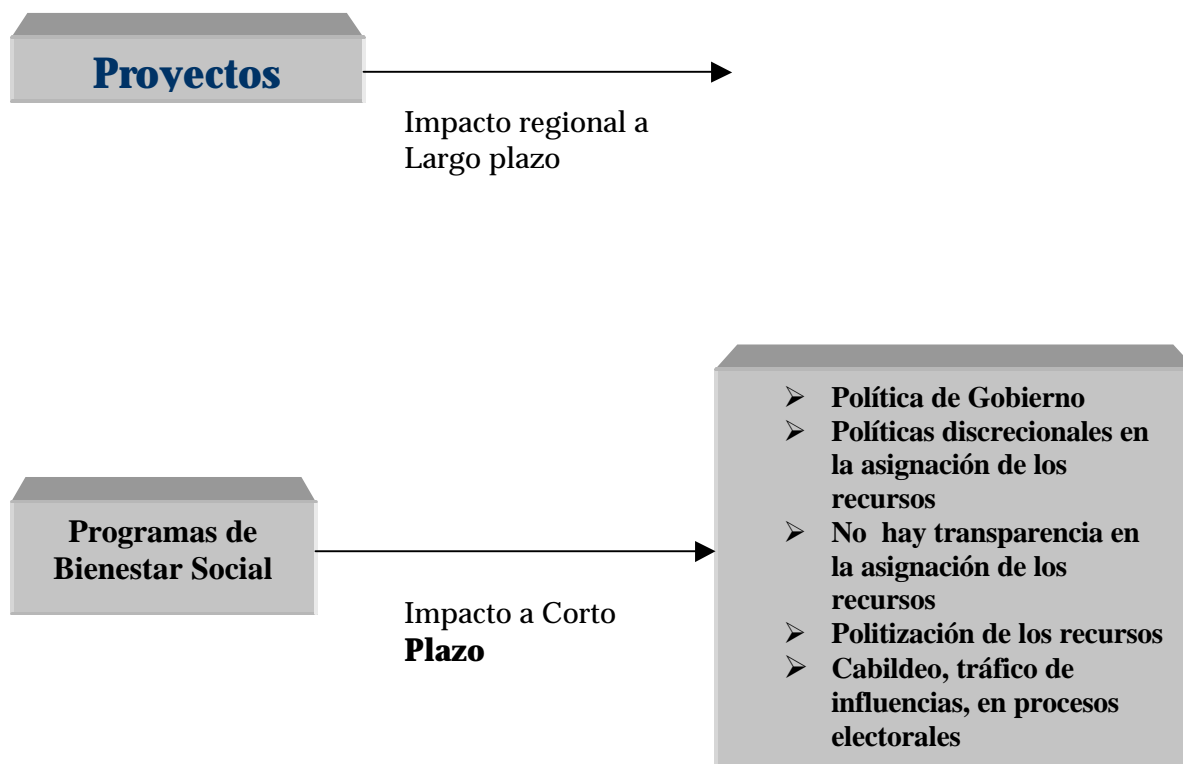 Proyectos
Impacto regional a
Largo plazo
Programas de
Bienestar Social
Impacto a Corto
Plazo
➢ Política de Gobierno
➢ Políticas discrecionales en
la asignación de los
recursos
➢ No hay transparencia en
la asignación de los
recursos
➢ Politización de los recursos
➢ Cabildeo, tráfico de
influencias, en procesos
electorales